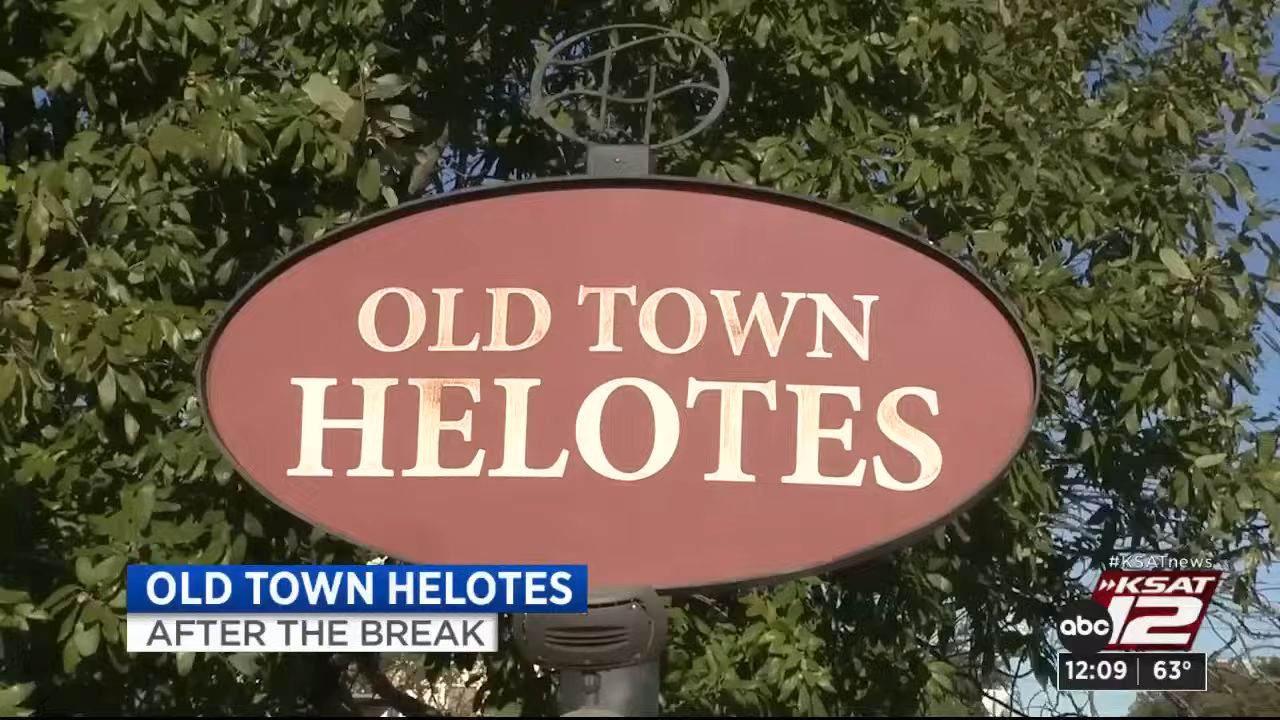 OLD TOWN
HELOTES
OLD TOWN HELOTES
AFTER THE BREAK
#KSATnews
KSAT
abc 12
12:09 63°